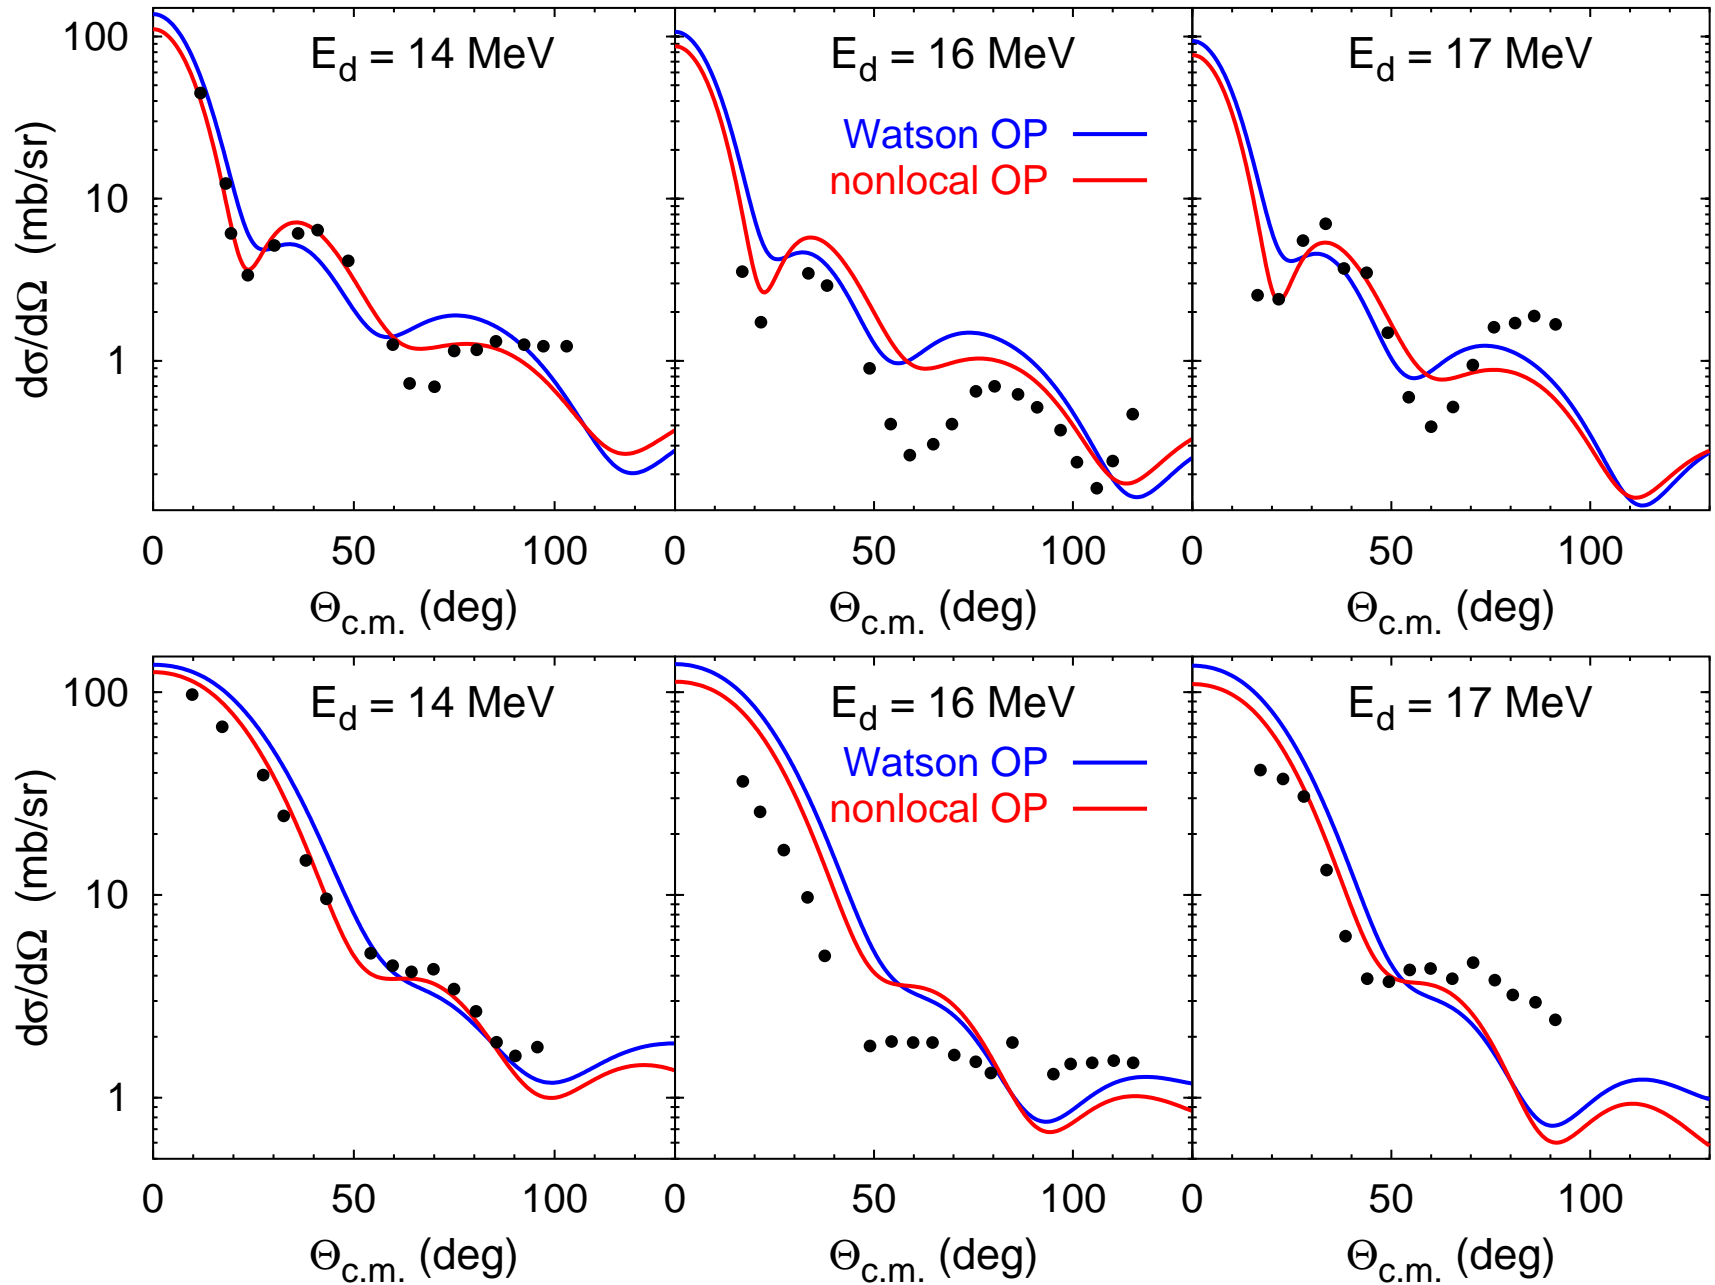 E_d = 14 MeV
E_d = 16 MeV
E_d = 17 MeV
Watson OP
nonlocal OP
dσ/dΩ (mb/sr)
100
10
1
0 50 100 0 50 100 0 50 100
Θ_c.m. (deg)
Θ_c.m. (deg)
Θ_c.m. (deg)
E_d = 14 MeV
E_d = 16 MeV
E_d = 17 MeV
Watson OP
nonlocal OP
dσ/dΩ (mb/sr)
100
10
1
0 50 100 0 50 100 0 50 100
Θ_c.m. (deg)
Θ_c.m. (deg)
Θ_c.m. (deg)